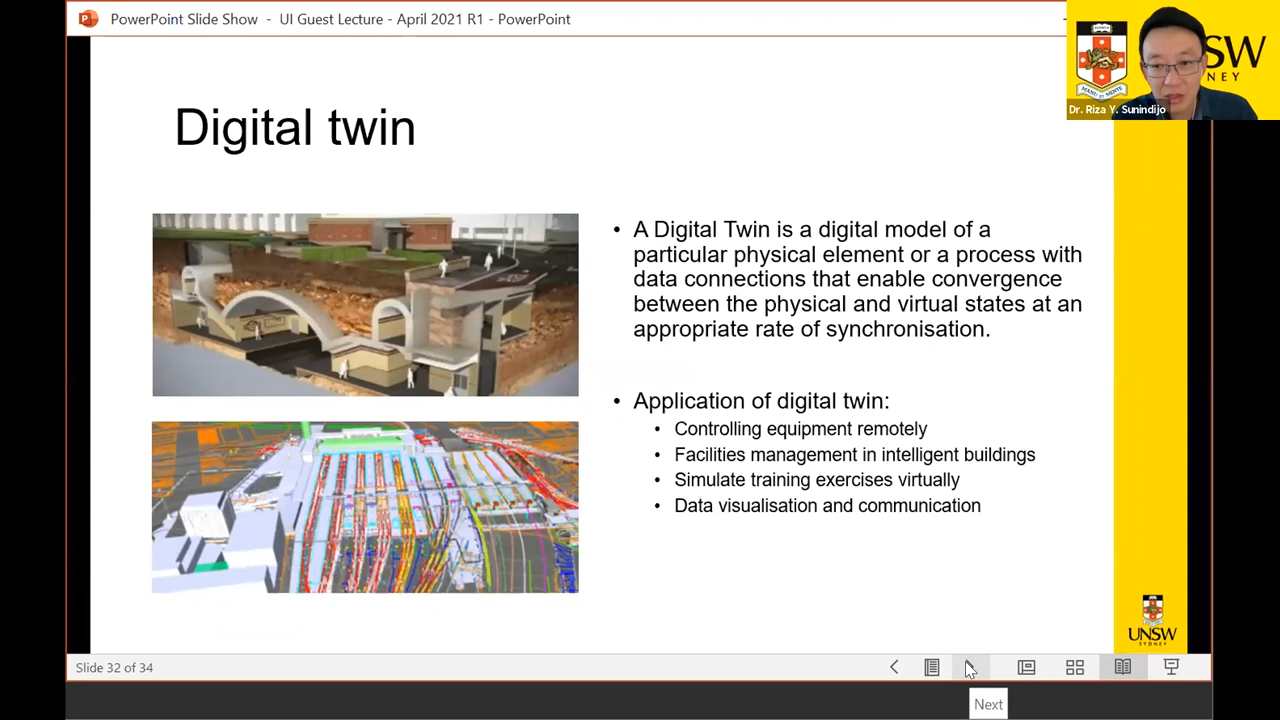 PowerPoint Slide Show - UI Guest Lecture - April 2021 R1 - PowerPoint
SW
NEY
MANU ET MENTE
Dr. Riza Y. Sunindijo
Digital twin
• A Digital Twin is a digital model of a
particular physical element or a process with
data connections that enable convergence
between the physical and virtual states at an
appropriate rate of synchronisation.
• Application of digital twin:
• Controlling equipment remotely
• Facilities management in intelligent buildings
• Simulate training exercises virtually
• Data visualisation and communication
UNSW
SYDNEY
Slide 32 of 34
Next